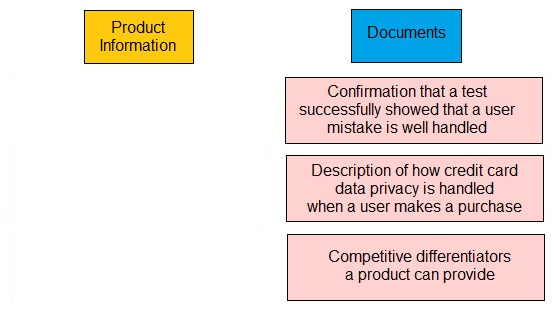 Product
Information
Documents
Confirmation that a test
successfully showed that a user
mistake is well handled
Description of how credit card
data privacy is handled
when a user makes a purchase
Competitive differentiators
a product can provide